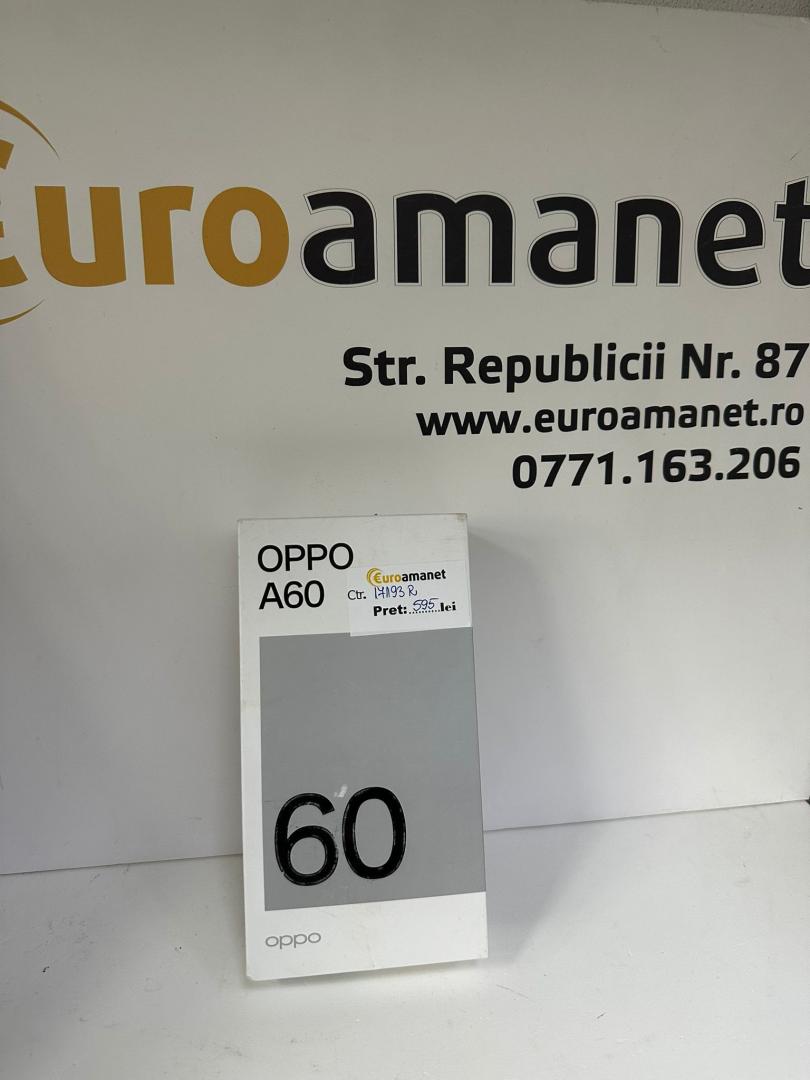 Euroamanet
Str. Republicii Nr. 87
www.euroamanet.ro
0771.163.206
OPPO
A60
Euroamanet
Ctr. 17193 R
Pret: 595 lei
60
oppo